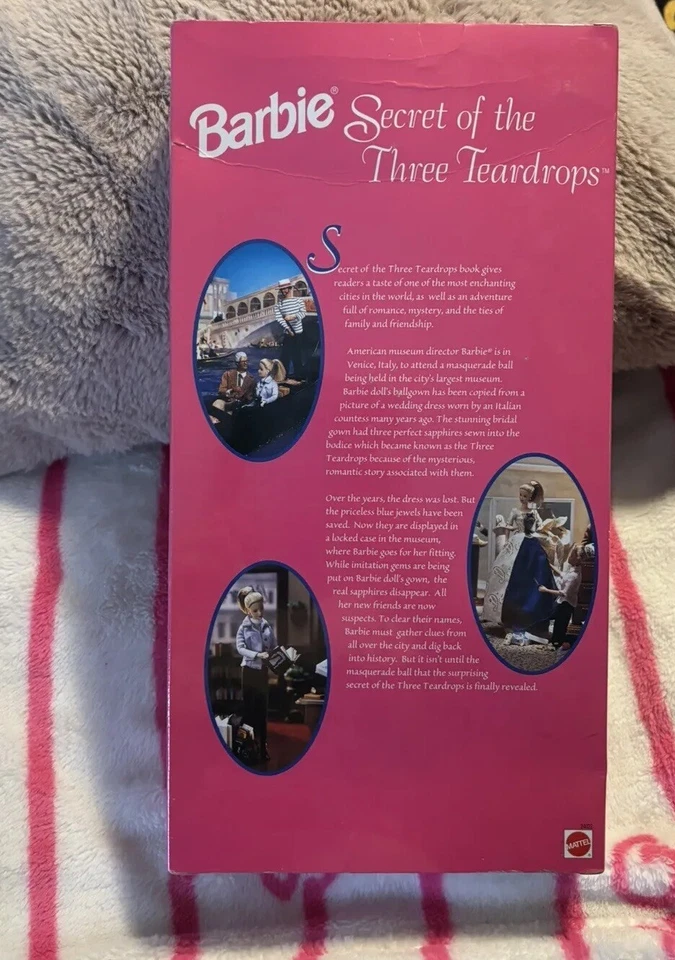 Barbie® Secret of the
Three Teardrops™
Secret of the Three Teardrops book gives
readers a taste of one of the most enchanting
cities in the world, as well as an adventure
full of romance, mystery, and the ties of
family and friendship.
American museum director Barbie® is in
Venice, Italy, to attend a masquerade ball
being held in the city's largest museum.
Barbie doll's ballgown has been copied from a
picture of a wedding dress worn by an Italian
countess many years ago. The stunning bridal
gown had three perfect sapphires sewn into the
bodice which became known as the Three
Teardrops because of the mysterious,
romantic story associated with them.
Over the years, the dress was lost. But
the priceless blue jewels have been
saved. Now they are displayed in
a locked case in the museum,
where Barbie goes for her fitting.
While imitation gems are being
put on Barbie doll's gown, the
real sapphires disappear. All
her new friends are now
suspects. To clear their names,
Barbie must gather clues from
all over the city and dig back
into history. But it isn't until the
masquerade ball that the surprising
secret of the Three Teardrops is finally revealed.
MATTEL